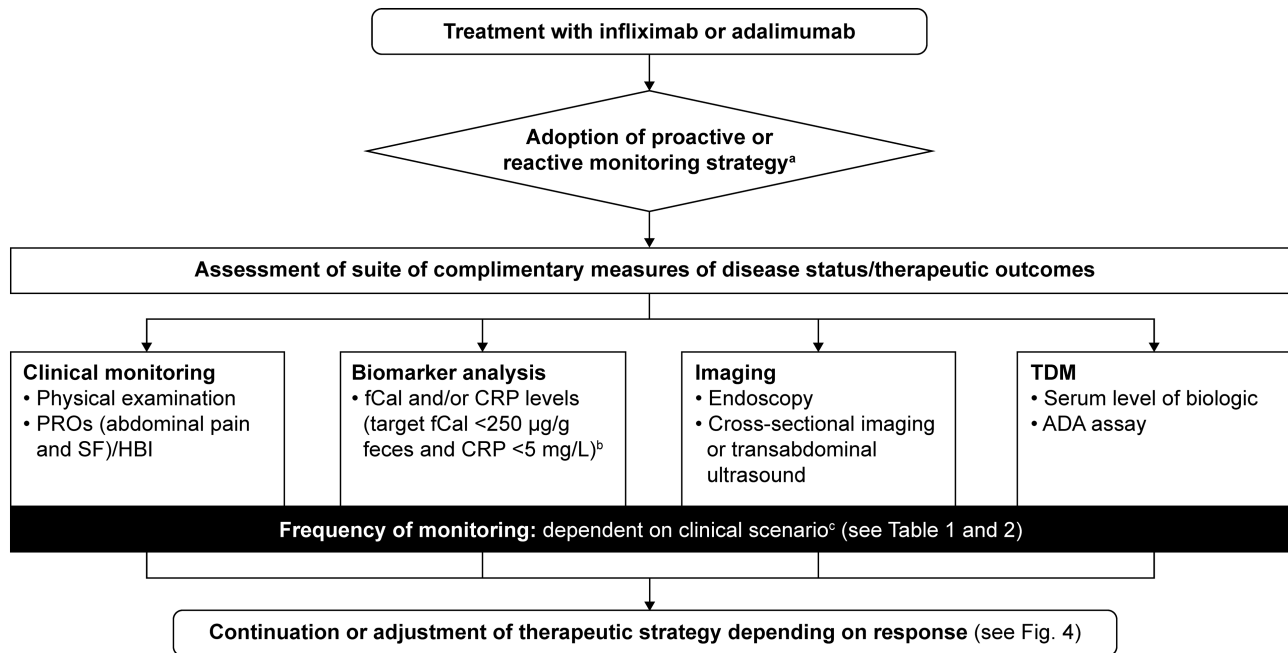 Treatment with infliximab or adalimumab
Adoption of proactive or
reactive monitoring strategyᵃ
Assessment of suite of complimentary measures of disease status/therapeutic outcomes
Clinical monitoring
• Physical examination
• PROs (abdominal pain
and SF)/HBI
Biomarker analysis
• fCal and/or CRP levels
(target fCal <250 µg/g
feces and CRP <5 mg/L)ᵇ
Imaging
• Endoscopy
• Cross-sectional imaging
or transabdominal
ultrasound
TDM
• Serum level of biologic
• ADA assay
Frequency of monitoring: dependent on clinical scenarioᶜ (see Table 1 and 2)
Continuation or adjustment of therapeutic strategy depending on response (see Fig. 4)